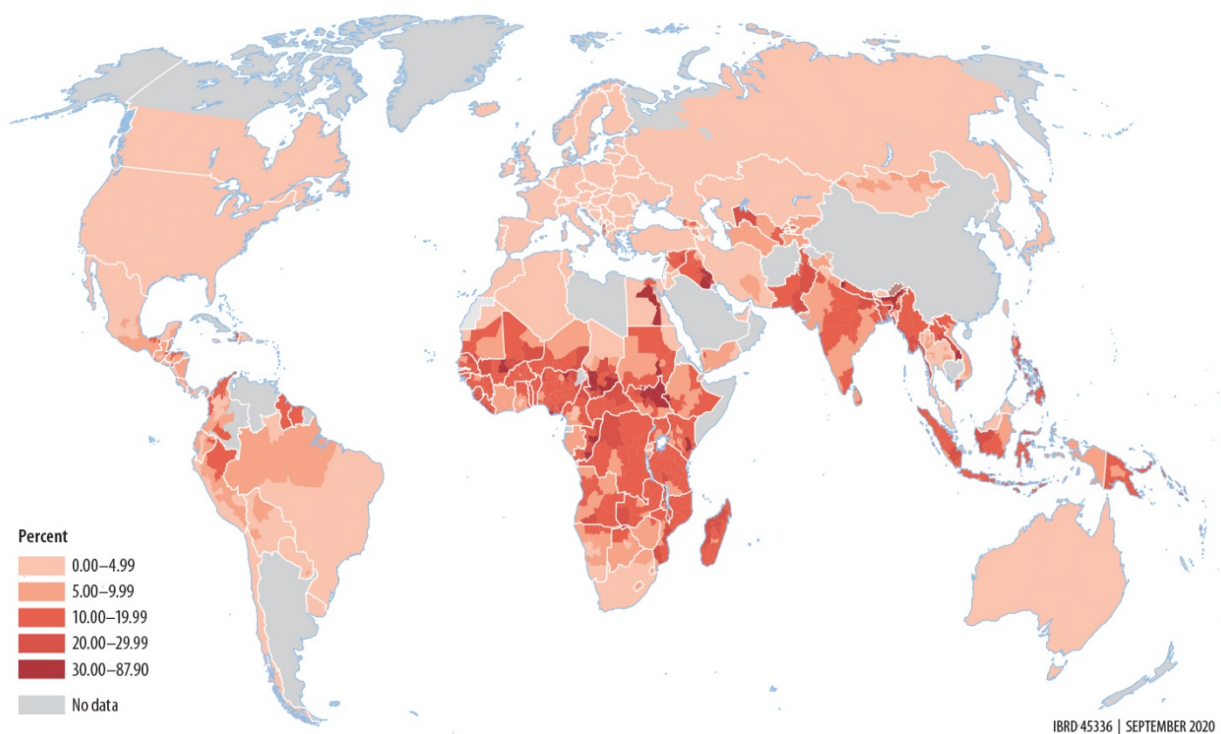 Percent
0.00–4.99
5.00–9.99
10.00–19.99
20.00–29.99
30.00–87.90
No data
IBRD 45336 | SEPTEMBER 2020